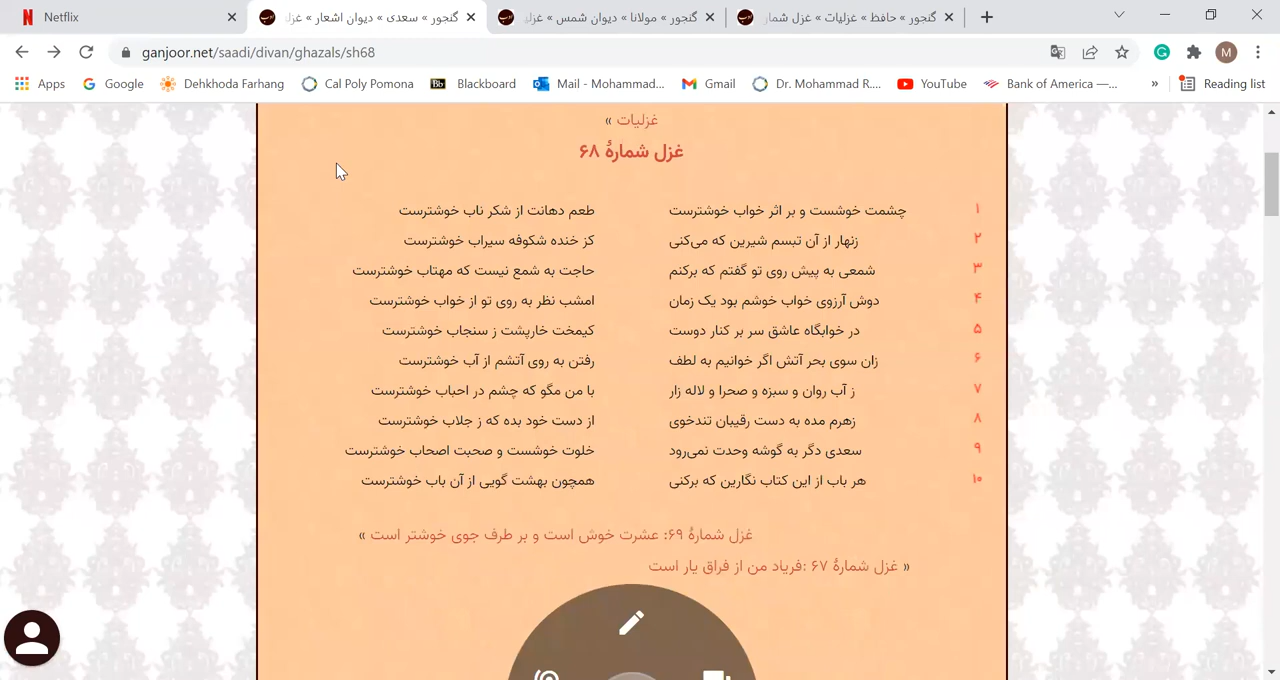 Netflix
گنجور » سعدی » دیوان اشعار » غزلی
گنجور » مولانا » دیوان شمس » غزلی
گنجور » حافظ » غزلیات » غزل شمار
ganjoor.net/saadi/divan/ghazals/sh68
M
Apps Google Dehkhoda Farhang Cal Poly Pomona Bb Blackboard Mail - Mohammad... Gmail Dr. Mohammad R.... YouTube Bank of America —... » Reading list
غزلیات »
غزل شمارهٔ ۶۸
۱ چشمت خوشست و بر اثر خواب خوشترست طعم دهانت از شکر ناب خوشترست
۲ زنهار از آن تبسم شیرین که می‌کنی کز خنده شکوفه سیراب خوشترست
۳ شمعی به پیش روی تو گفتم که برکنم حاجت به شمع نیست که مهتاب خوشترست
۴ دوش آرزوی خواب خوشم بود یک زمان امشب نظر به روی تو از خواب خوشترست
۵ در خوابگاه عاشق سر بر کنار دوست کیمخت خارپشت ز سنجاب خوشترست
۶ زان سوی بحر آتش اگر خوانیم به لطف رفتن به روی آتشم از آب خوشترست
۷ ز آب روان و سبزه و صحرا و لاله زار با من مگو که چشم در احباب خوشترست
۸ زهرم مده به دست رقیبان تندخوی از دست خود بده که ز جلاب خوشترست
۹ سعدی دگر به گوشه وحدت نمی‌رود خلوت خوشست و صحبت اصحاب خوشترست
۱۰ هر باب از این کتاب نگارین که برکنی همچون بهشت گویی از آن باب خوشترست
غزل شمارهٔ ۶۹: عشرت خوش است و بر طرف جوی خوشتر است »
« غزل شمارهٔ ۶۷ :فریاد من از فراق یار است